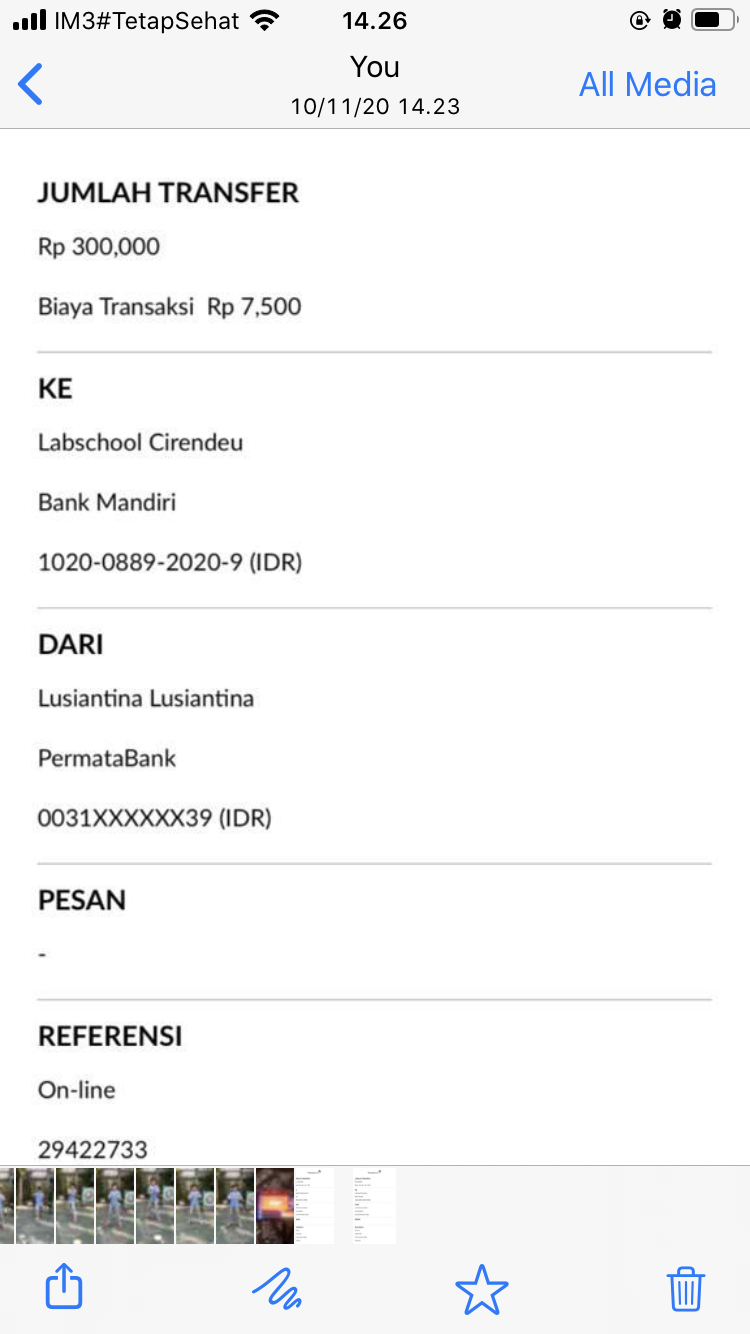 IM3#TetapSehat
14.26
You
10/11/20 14.23
All Media
JUMLAH TRANSFER
Rp 300,000
Biaya Transaksi Rp 7,500
KE
Labschool Cirendeu
Bank Mandiri
1020-0889-2020-9 (IDR)
DARI
Lusiantina Lusiantina
PermataBank
0031XXXXXX39 (IDR)
PESAN
-
REFERENSI
On-line
29422733